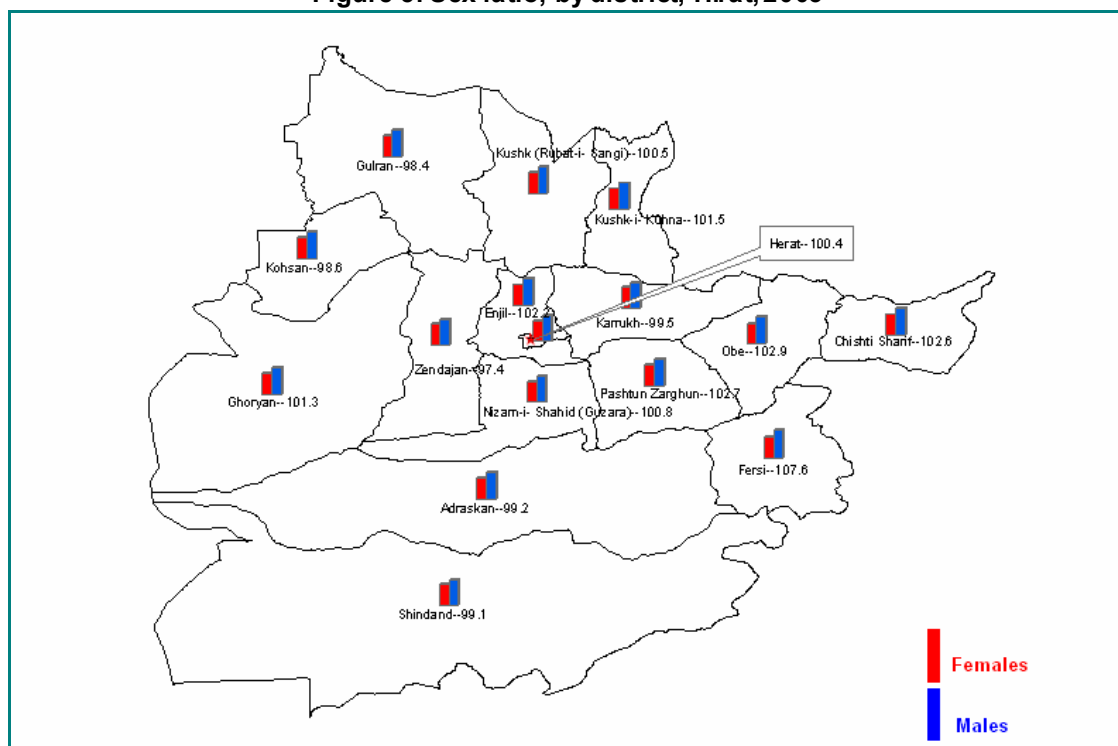 Gulran--98.4
Kushk (Rubat-i- Sangi)--100.5
Kushk-i- Kuhna--101.5
Herat--100.4
Kohsan--98.6
Enjil--102.2
Karrukh--99.5
Chishti Sharif--102.6
Obe--102.9
Zendajan--97.4
Ghoryan--101.3
Pashtun Zarghun--102.7
Nizam-i- Shahid (Guzara)--100.8
Fersi--107.6
Adraskan--99.2
Shindand--99.1
Females
Males